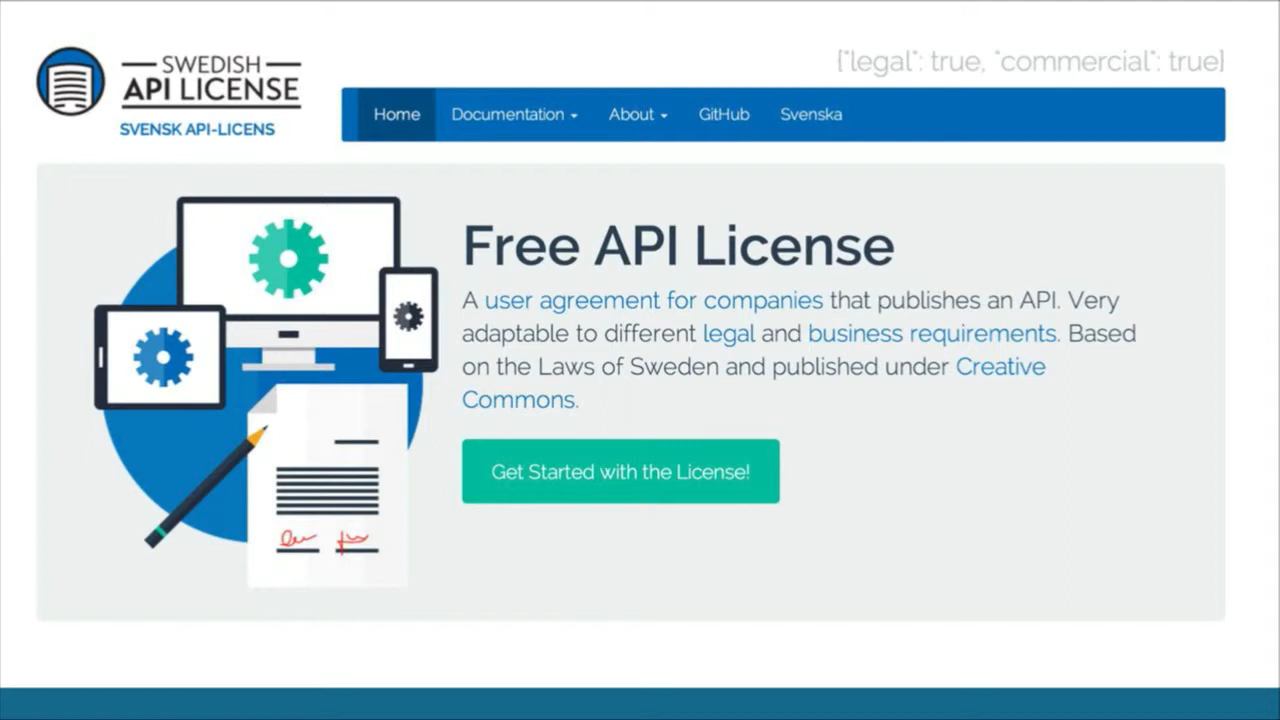 SWEDISH
API LICENSE
SVENSK API-LICENS
{"legal": true, "commercial": true}
Home Documentation About GitHub Svenska
Free API License
A user agreement for companies that publishes an API. Very
adaptable to different legal and business requirements. Based
on the Laws of Sweden and published under Creative
Commons.
Get Started with the License!